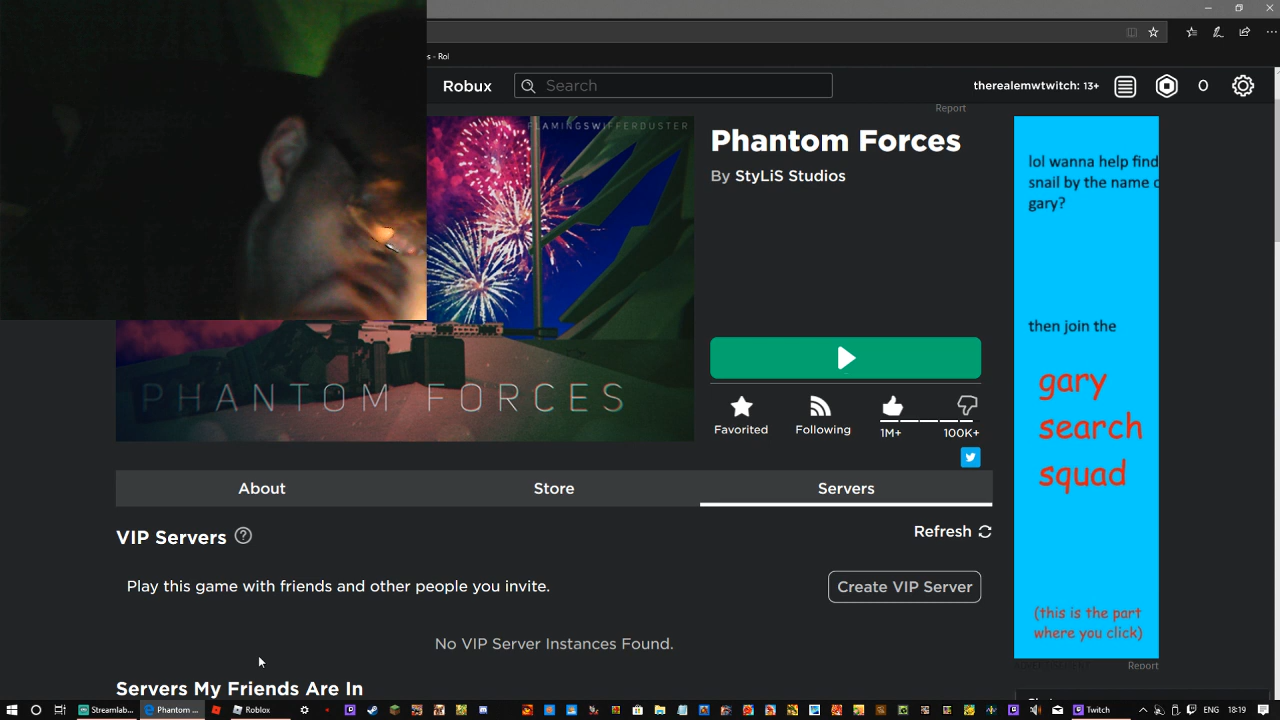 s - Rol
Robux
Search
therealemwtwitch: 13+
0
Report
FLAMINGSWIFFERDUSTER
PHANTOM FORCES
Phantom Forces
By StyLiS Studios
Favorited
Following
1M+
100K+
lol wanna help find
snail by the name o
gary?
then join the
gary
search
squad
(this is the part
where you click)
Report
About
Store
Servers
VIP Servers
Refresh
Play this game with friends and other people you invite.
Create VIP Server
No VIP Server Instances Found.
Servers My Friends Are In
Streamlab...
Phantom ...
Roblox
Twitch
ENG
18:19